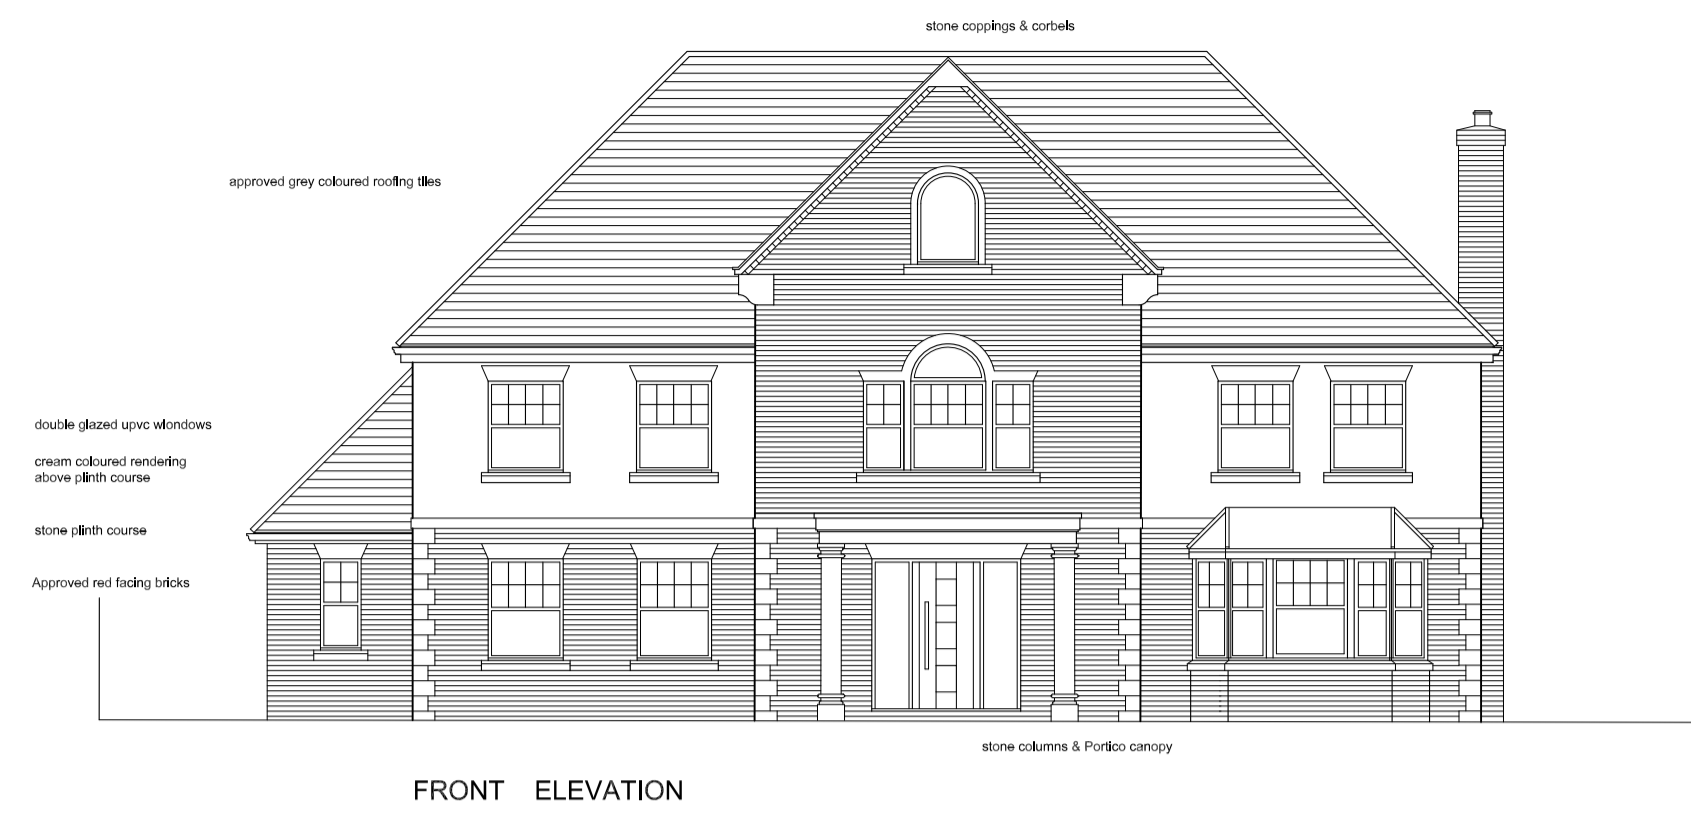 stone coppings & corbels
approved grey coloured roofing tiles
double glazed upvc wiondows
cream coloured rendering
above plinth course
stone plinth course
Approved red facing bricks
stone columns & Portico canopy
FRONT ELEVATION